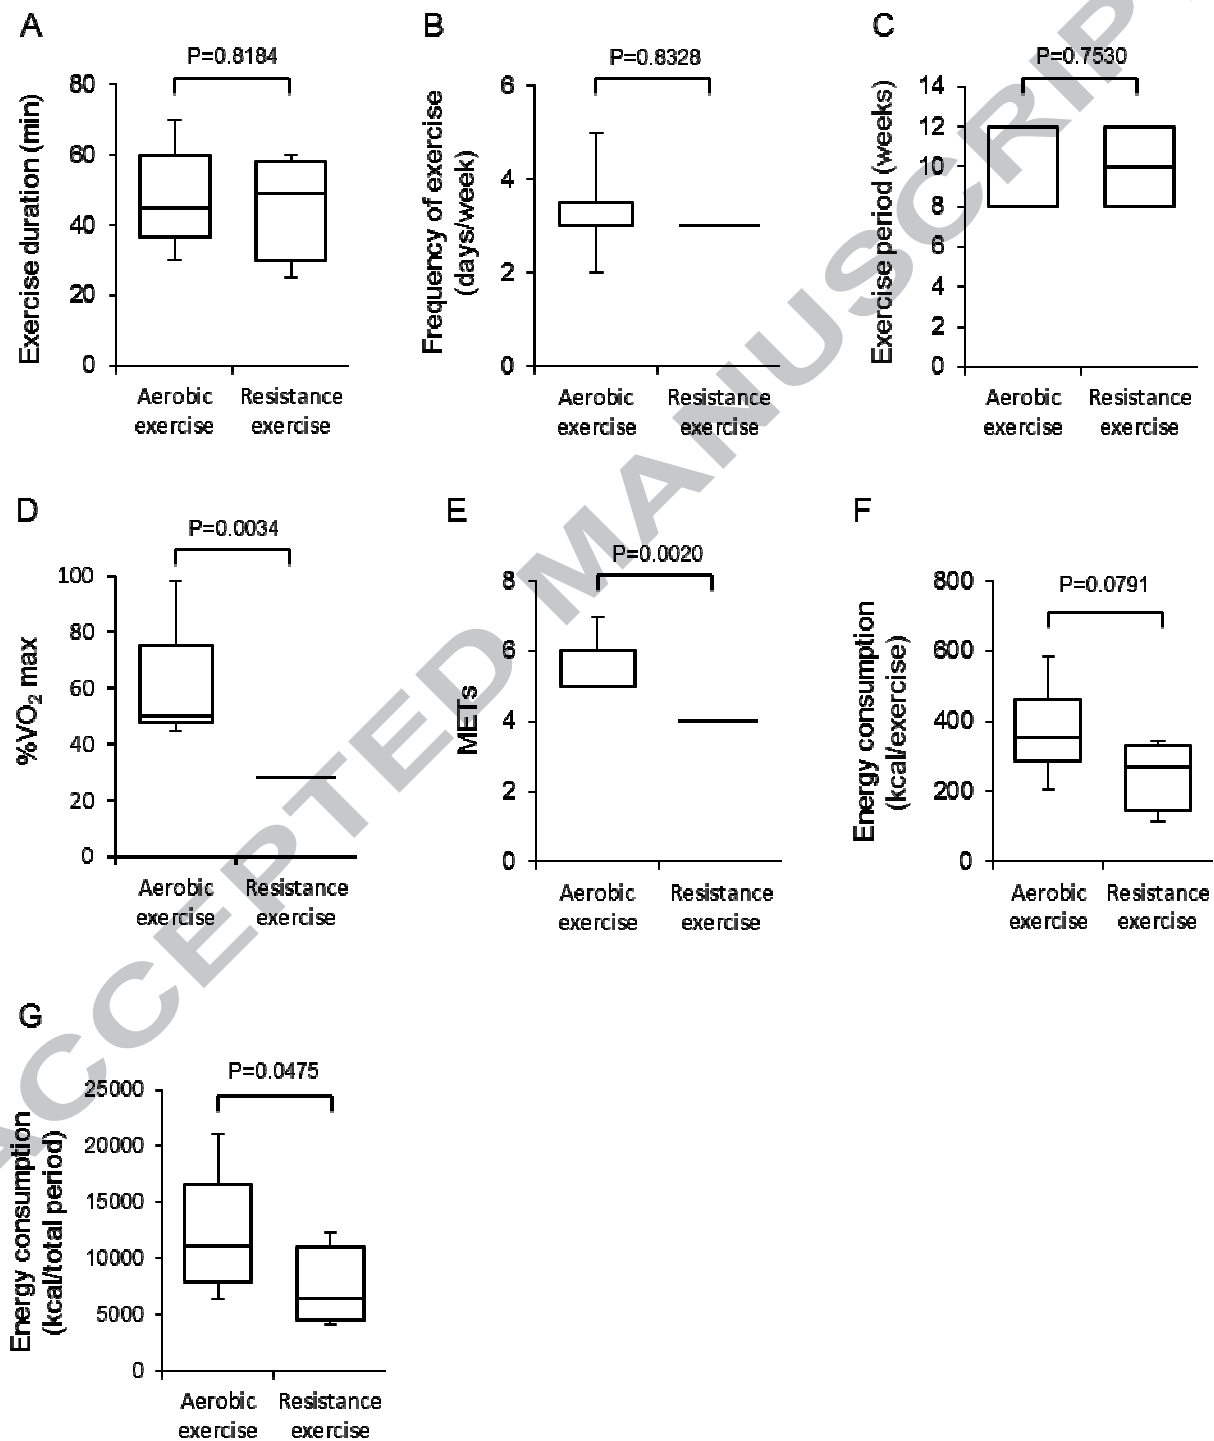 A
P=0.8184
Exercise duration (min)
80
60
40
20
0
Aerobic
exercise
Resistance
exercise
B
P=0.8328
Frequency of exercise
(days/week)
6
4
2
0
Aerobic
exercise
Resistance
exercise
C
P=0.7530
Exercise period (weeks)
14
12
10
8
6
4
2
0
Aerobic
exercise
Resistance
exercise
D
P=0.0034
%VO2 max
100
80
60
40
20
0
Aerobic
exercise
Resistance
exercise
E
P=0.0020
METs
8
6
4
2
0
Aerobic
exercise
Resistance
exercise
F
P=0.0791
Energy consumption
(kcal/exercise)
800
600
400
200
0
Aerobic
exercise
Resistance
exercise
G
P=0.0475
Energy consumption
(kcal/total period)
25000
20000
15000
10000
5000
0
Aerobic
exercise
Resistance
exercise
ACCEPTED MANUSCRIP